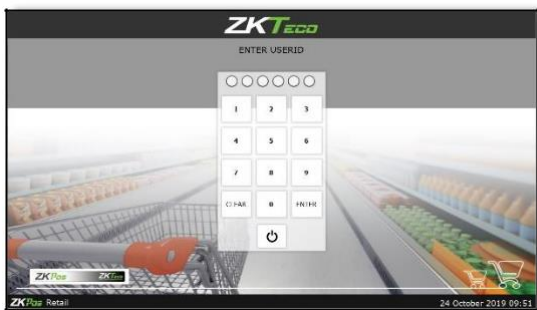 ZKTeco
ENTER USERID
1 2 3
4 5 6
7 8 9
CLEAR 0 ENTER
ZKPos ZKTeco
ZKPos Retail
24 October 2019 09:51